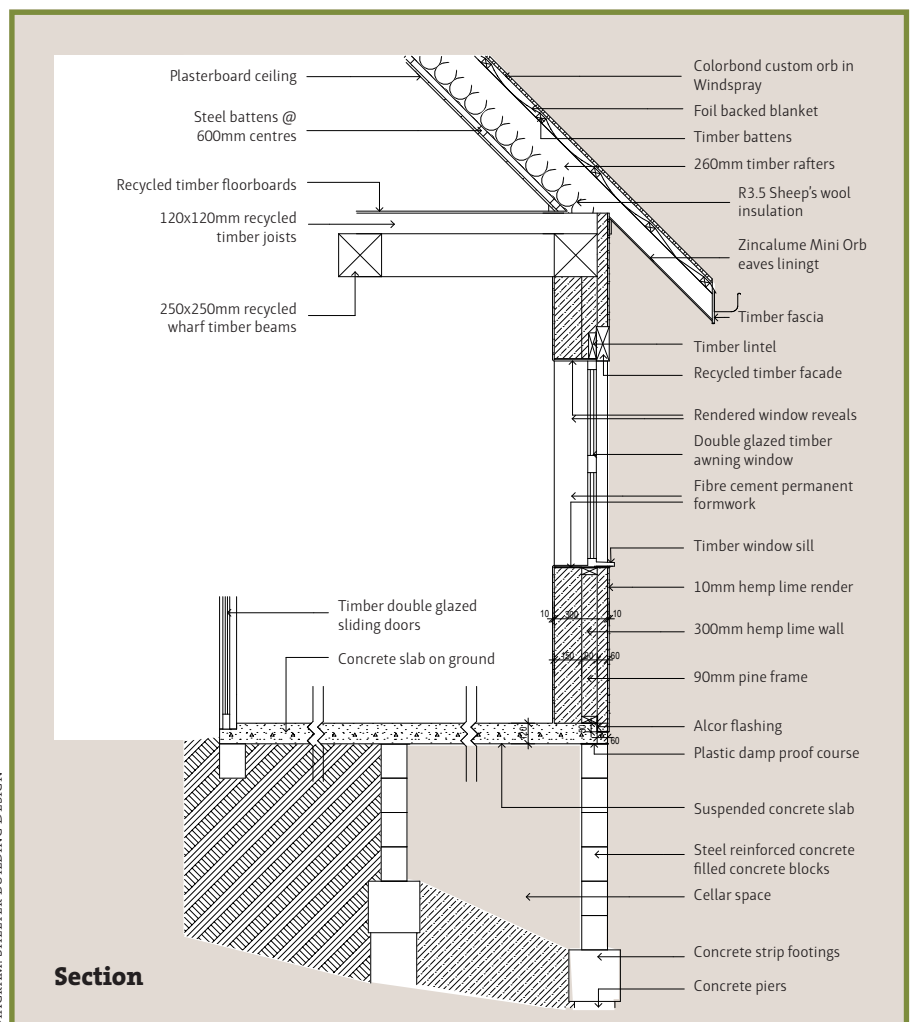 Plasterboard ceiling
Steel battens @
600mm centres
Recycled timber floorboards
120x120mm recycled
timber joists
250x250mm recycled
wharf timber beams
Colorbond custom orb in
Windspray
Foil backed blanket
Timber battens
260mm timber rafters
R3.5 Sheep's wool
insulation
Zincalume Mini Orb
eaves liningt
Timber fascia
Timber lintel
Recycled timber facade
Rendered window reveals
Double glazed timber
awning window
Fibre cement permanent
formwork
Timber window sill
10mm hemp lime render
300mm hemp lime wall
90mm pine frame
Alcor flashing
Plastic damp proof course
Suspended concrete slab
Steel reinforced concrete
filled concrete blocks
Cellar space
Concrete strip footings
Concrete piers
Timber double glazed
sliding doors
Concrete slab on ground
10 300 10
150 90 60
60
Section